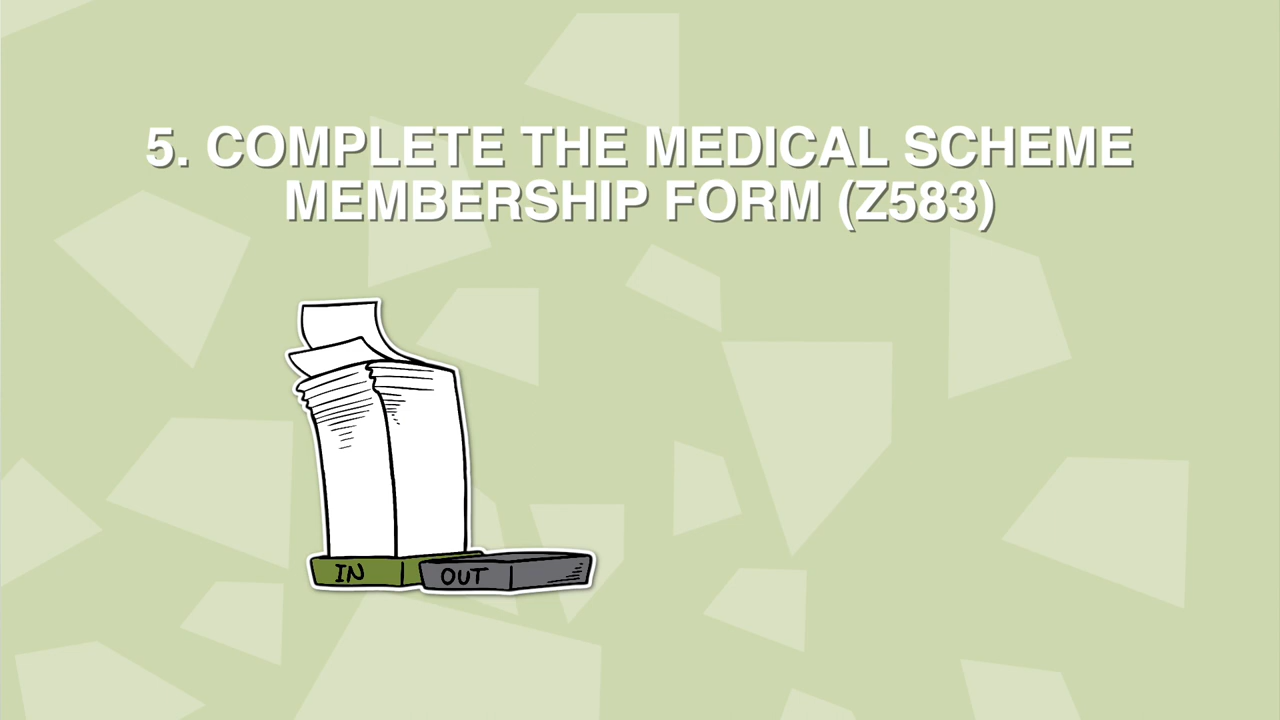 5. COMPLETE THE MEDICAL SCHEME
MEMBERSHIP FORM (Z583)
IN
OUT